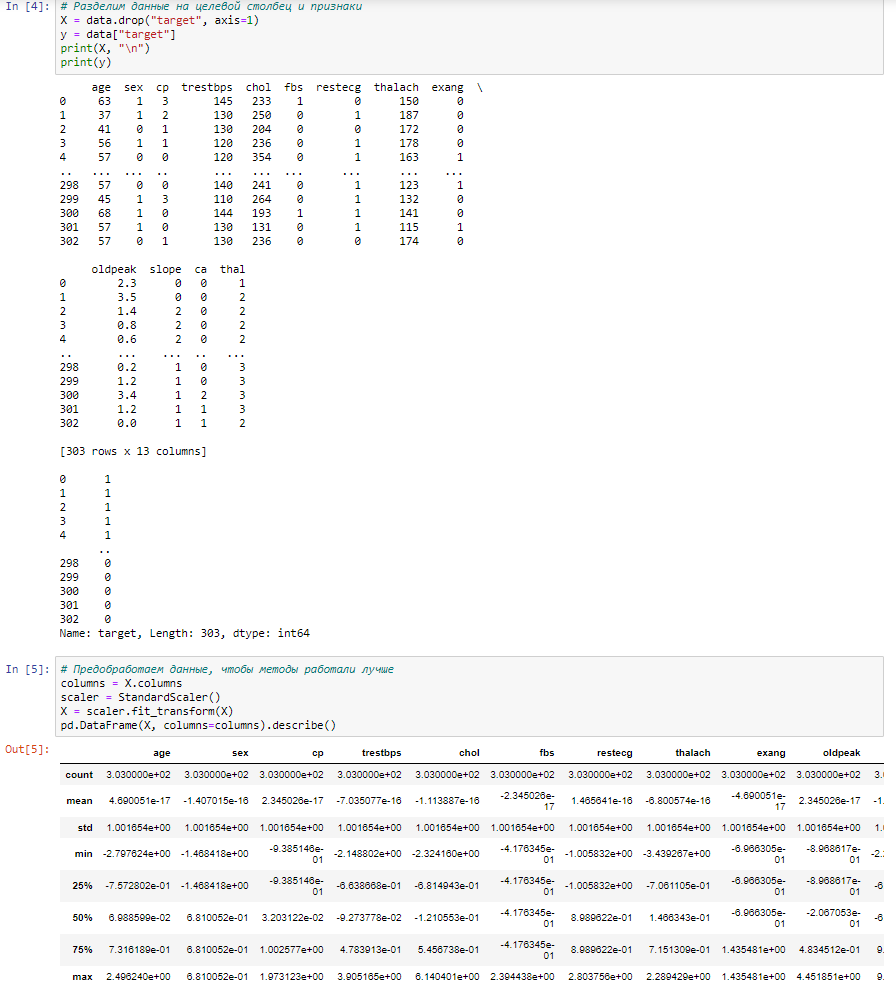 In [4]: # Разделим данные на целевой столбец и признаки
X = data.drop("target", axis=1)
y = data["target"]
print(X, "\n")
print(y)
age sex cp trestbps chol fbs restecg thalach exang \
0 63 1 3 145 233 1 0 150 0
1 37 1 2 130 250 0 1 187 0
2 41 0 1 130 204 0 0 172 0
3 56 1 1 120 236 0 1 178 0
4 57 0 0 120 354 0 1 163 1
.. ... ... .. ... ... ... ... ... ...
298 57 0 0 140 241 0 1 123 1
299 45 1 3 110 264 0 1 132 0
300 68 1 0 144 193 1 1 141 0
301 57 1 0 130 131 0 1 115 1
302 57 0 1 130 236 0 0 174 0
oldpeak slope ca thal
0 2.3 0 0 1
1 3.5 0 0 2
2 1.4 2 0 2
3 0.8 2 0 2
4 0.6 2 0 2
.. ... ... .. ...
298 0.2 1 0 3
299 1.2 1 0 3
300 3.4 1 2 3
301 1.2 1 1 3
302 0.0 1 1 2
[303 rows x 13 columns]
0 1
1 1
2 1
3 1
4 1
..
298 0
299 0
300 0
301 0
302 0
Name: target, Length: 303, dtype: int64
In [5]: # Предобработаем данные, чтобы методы работали лучше
columns = X.columns
scaler = StandardScaler()
X = scaler.fit_transform(X)
pd.DataFrame(X, columns=columns).describe()
Out[5]: age sex cp trestbps chol fbs restecg thalach exang oldpeak
count 3.030000e+02 3.030000e+02 3.030000e+02 3.030000e+02 3.030000e+02 3.030000e+02 3.030000e+02 3.030000e+02 3.030000e+02 3.030000e+02 3.
mean 4.690051e-17 -1.407015e-16 2.345026e-17 -7.035077e-16 -1.113887e-16 -2.345026e-17 1.465641e-16 -6.800574e-16 -4.690051e-17 2.345026e-17 -1.
std 1.001654e+00 1.001654e+00 1.001654e+00 1.001654e+00 1.001654e+00 1.001654e+00 1.001654e+00 1.001654e+00 1.001654e+00 1.001654e+00 1.
min -2.797624e+00 -1.468418e+00 -9.385146e-01 -2.148802e+00 -2.324160e+00 -4.176345e-01 -1.005832e+00 -3.439267e+00 -6.966305e-01 -8.968617e-01 -2.
25% -7.572802e-01 -1.468418e+00 -9.385146e-01 -6.638668e-01 -6.814943e-01 -4.176345e-01 -1.005832e+00 -7.061105e-01 -6.966305e-01 -8.968617e-01 -6
50% 6.988599e-02 6.810052e-01 3.203122e-02 -9.273778e-02 -1.210553e-01 -4.176345e-01 8.989622e-01 1.466343e-01 -6.966305e-01 -2.067053e-01 -6
75% 7.316189e-01 6.810052e-01 1.002577e+00 4.783913e-01 5.456738e-01 -4.176345e-01 8.989622e-01 7.151309e-01 1.435481e+00 4.834512e-01 9.
max 2.496240e+00 6.810052e-01 1.973123e+00 3.905165e+00 6.140401e+00 2.394438e+00 2.803756e+00 2.289429e+00 1.435481e+00 4.451851e+00 9.